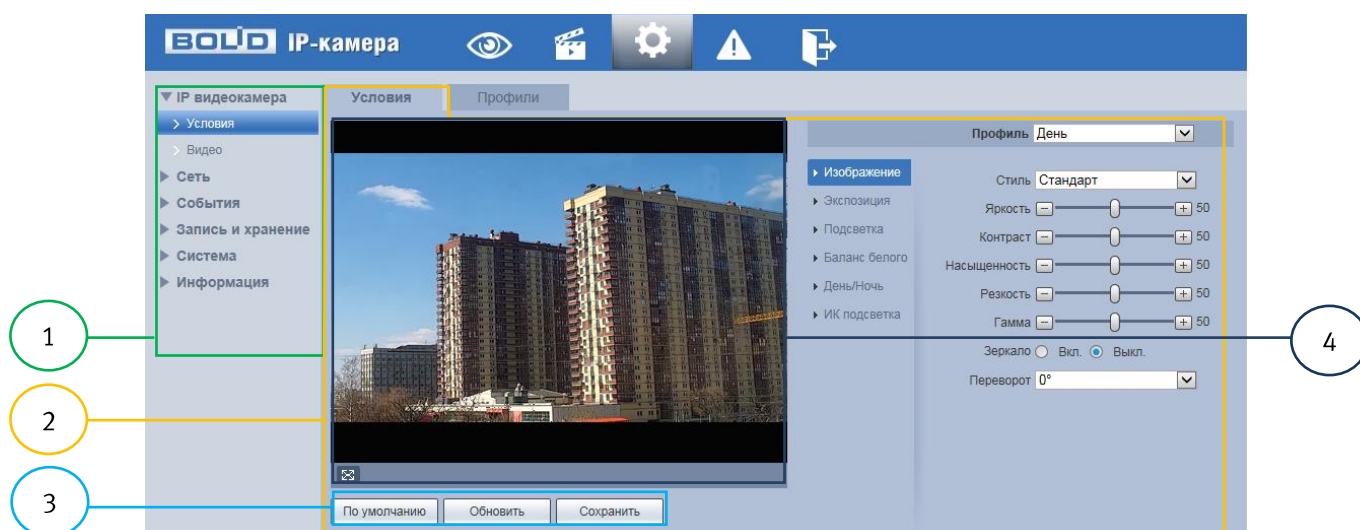 BOLID IP-камера
IP видеокамера
Условия
Видео
Сеть
События
Запись и хранение
Система
Информация
Условия
Профили
Профиль День
Изображение
Экспозиция
Подсветка
Баланс белого
День/Ночь
ИК подсветка
Стиль Стандарт
Яркость 50
Контраст 50
Насыщенность 50
Резкость 50
Гамма 50
Зеркало Вкл. Выкл.
Переворот 0°
По умолчанию Обновить Сохранить
1
2
3
4